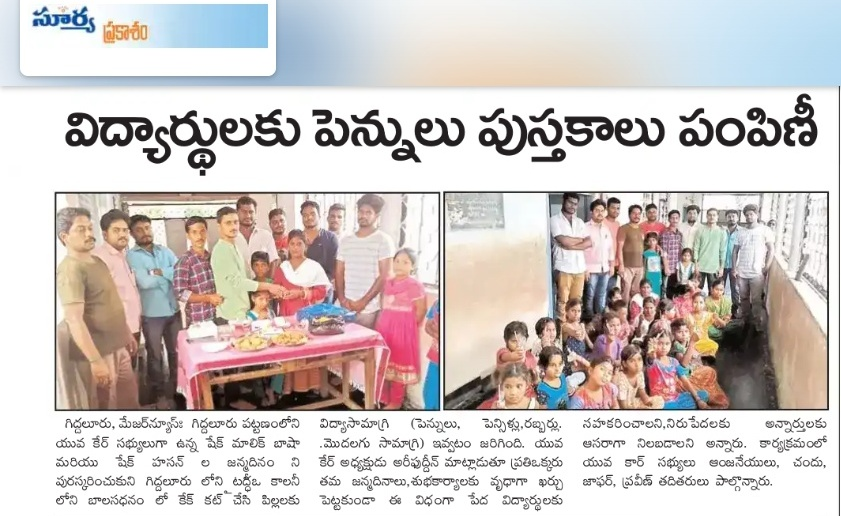 సూర్య
ప్రకాశం
విద్యార్థులకు పెన్నులు పుస్తకాలు పంపిణీ
గిద్దలూరు, మేజర్‌న్యూస్: గిద్దలూరు పట్టణంలోని
యువ కేర్ సభ్యులుగా ఉన్న షేక్ మాలిక్ బాషా
మరియు షేక్ హసన్ ల జన్మదినం ని
పురస్కరించుకుని గిద్దలూరు లోని టర్డీఒ కాలనీ
లోని బాలసధనం లో కేక్ కట్ చేసి పిల్లలకు
విద్యాసామాగ్రి (పెన్నులు, పెన్సిళ్లు,రబ్బర్లు.
.మొదలగు సామాగ్రి) ఇవ్వటం జరిగింది. యువ
కేర్ అధ్యక్షుడు అరీఫుద్దీన్ మాట్లాడుతూ ప్రతిఒక్కరు
తమ జన్మదినాలు,శుభకార్యాలకు వృధాగా ఖర్చు
పెట్టకుండా ఈ విధంగా పేద విద్యార్థులకు
సహకరించాలని,నిరుపేదలకు అన్నార్తులకు
ఆసరాగా నిలబడాలని అన్నారు. కార్యక్రమంలో
యువ కార్ సభ్యులు ఆంజనేయులు, చందు,
జాఫర్, ప్రవీణ్ తదితరులు పాల్గొన్నారు.